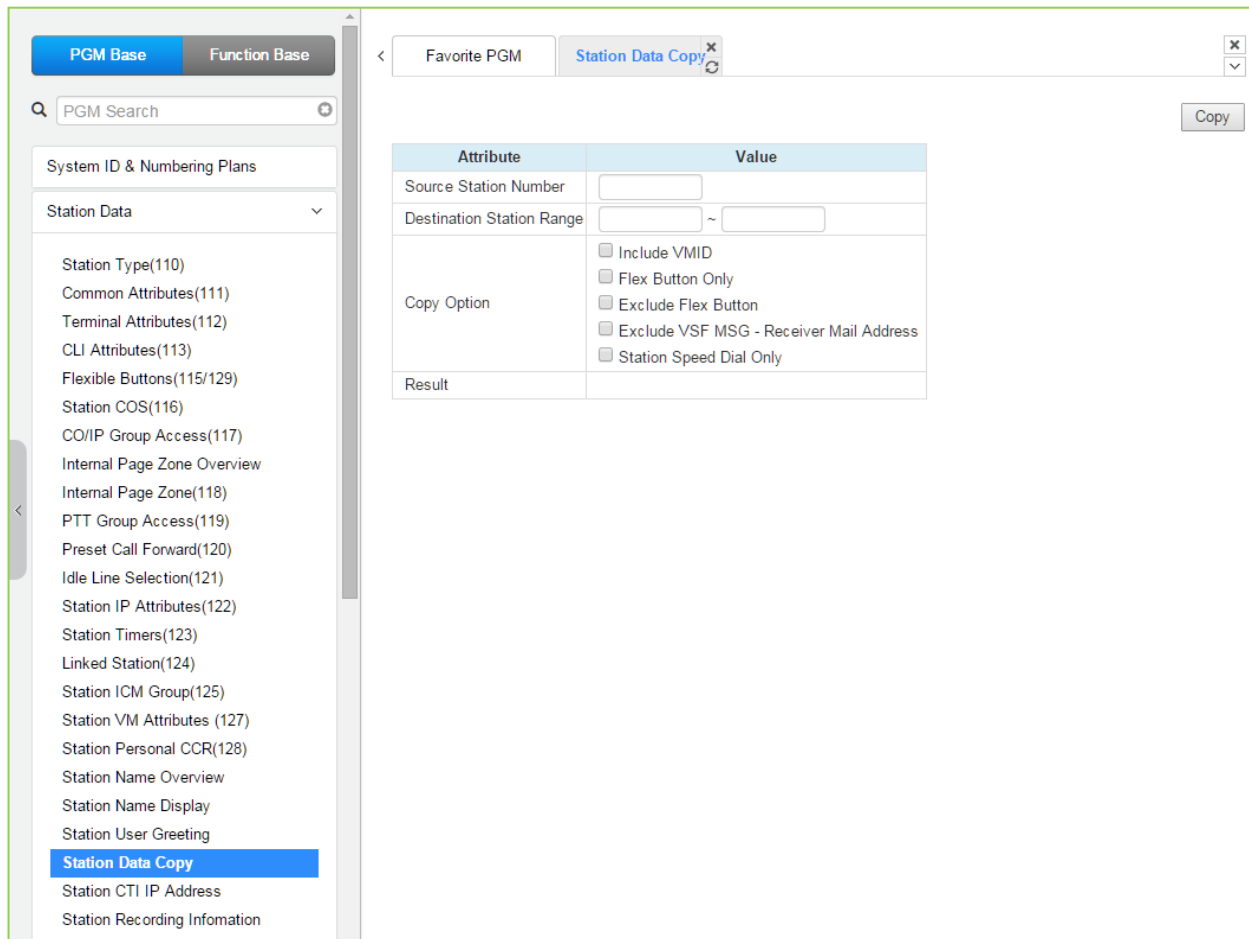 PGM Base
Function Base
PGM Search
System ID & Numbering Plans
Station Data
Station Type(110)
Common Attributes(111)
Terminal Attributes(112)
CLI Attributes(113)
Flexible Buttons(115/129)
Station COS(116)
CO/IP Group Access(117)
Internal Page Zone Overview
Internal Page Zone(118)
PTT Group Access(119)
Preset Call Forward(120)
Idle Line Selection(121)
Station IP Attributes(122)
Station Timers(123)
Linked Station(124)
Station ICM Group(125)
Station VM Attributes (127)
Station Personal CCR(128)
Station Name Overview
Station Name Display
Station User Greeting
Station Data Copy
Station CTI IP Address
Station Recording Infomation
Favorite PGM
Station Data Copy
Copy
Attribute Value
Source Station Number
Destination Station Range ~
Copy Option
Include VMID
Flex Button Only
Exclude Flex Button
Exclude VSF MSG - Receiver Mail Address
Station Speed Dial Only
Result